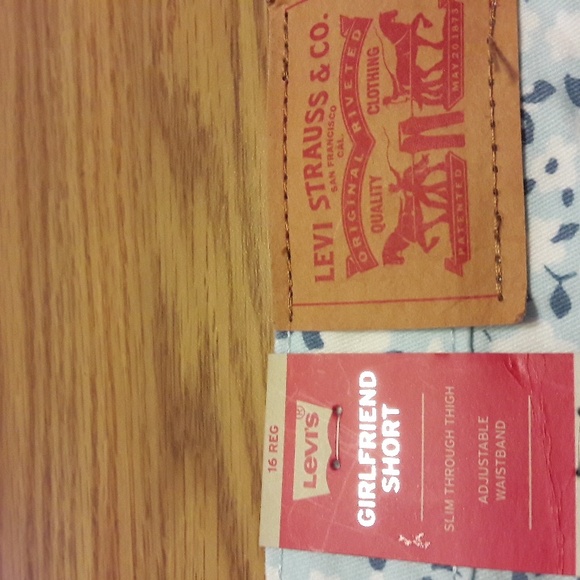 LEVI STRAUSS & CO.
SAN FRANCISCO
CAL.
ORIGINAL RIVETED
QUALITY CLOTHING
PATENTED MAY 20 1873
16 REG
Levi's®
GIRLFRIEND
SHORT
SLIM THROUGH THIGH
ADJUSTABLE
WAISTBAND